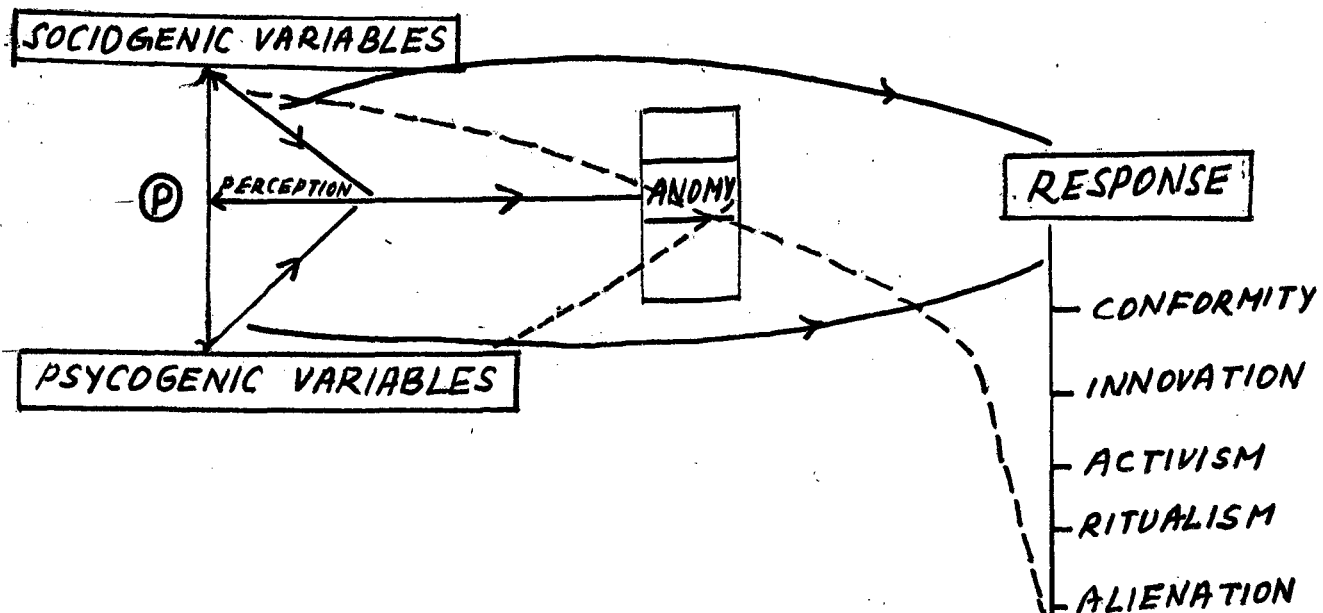 SOCIOGENIC VARIABLES
P
PERCEPTION
ANOMY
RESPONSE
PSYCOGENIC VARIABLES
CONFORMITY
INNOVATION
ACTIVISM
RITUALISM
ALIENATION